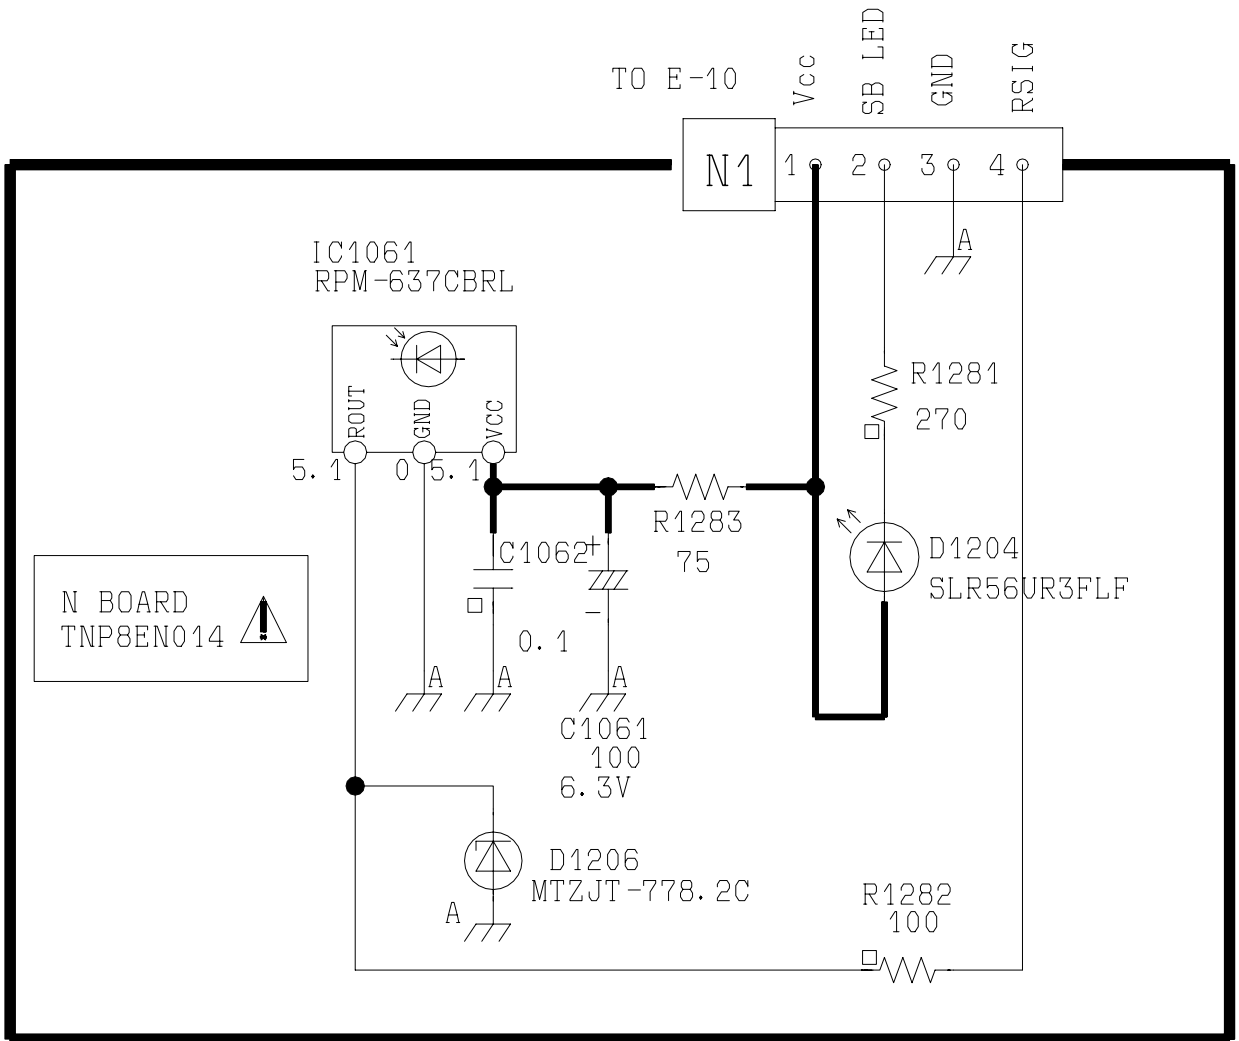 TO E-10
Vcc
SB LED
GND
RSIG
N1
1
2
3
4
A
IC1061
RPM-637CBRL
ROUT
GND
VCC
5.1
0
5.1
R1281
270
R1283
75
C1062
+
-
0.1
D1204
SLR56VR3FLF
N BOARD
TNP8EN014
!
A
A
A
C1061
100
6.3V
D1206
MTZJT-778.2C
A
R1282
100